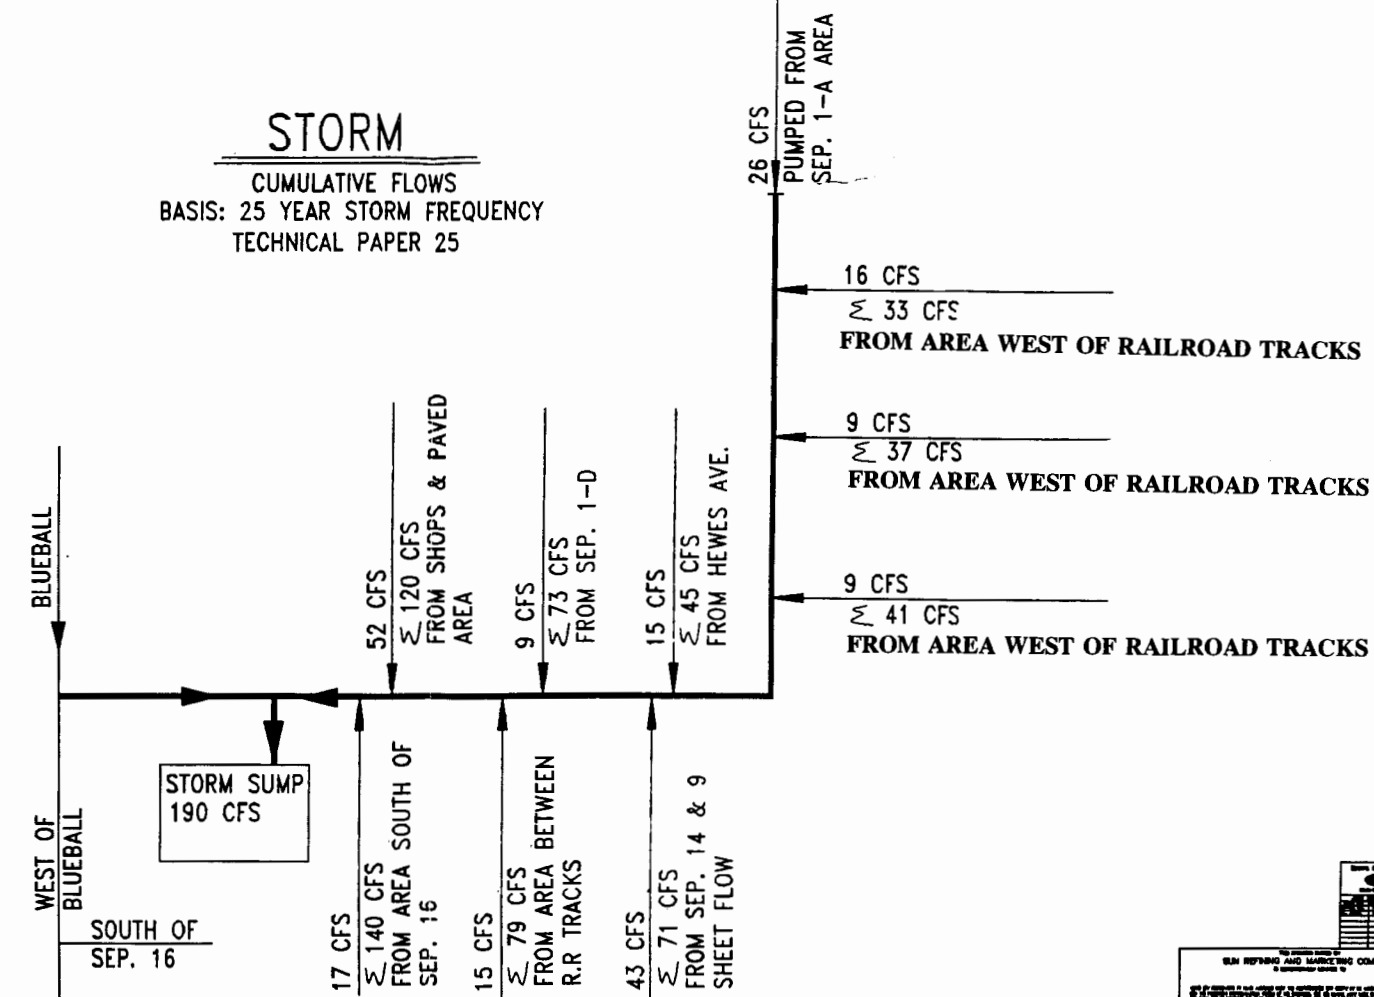 STORM
CUMULATIVE FLOWS
BASIS: 25 YEAR STORM FREQUENCY
TECHNICAL PAPER 25
26 CFS
PUMPED FROM
SEP. 1-A AREA
16 CFS
Σ 33 CFS
FROM AREA WEST OF RAILROAD TRACKS
9 CFS
Σ 37 CFS
FROM AREA WEST OF RAILROAD TRACKS
9 CFS
Σ 41 CFS
FROM AREA WEST OF RAILROAD TRACKS
BLUEBALL
52 CFS
Σ 120 CFS
FROM SHOPS & PAVED
AREA
9 CFS
Σ 73 CFS
FROM SEP. 1-D
15 CFS
Σ 45 CFS
FROM HEWES AVE.
STORM SUMP
190 CFS
WEST OF
BLUEBALL
SOUTH OF
SEP. 16
17 CFS
Σ 140 CFS
FROM AREA SOUTH OF
SEP. 16
15 CFS
Σ 79 CFS
FROM AREA BETWEEN
R.R TRACKS
43 CFS
Σ 71 CFS
FROM SEP. 14 & 9
SHEET FLOW
SUN REFINING AND MARKETING COM